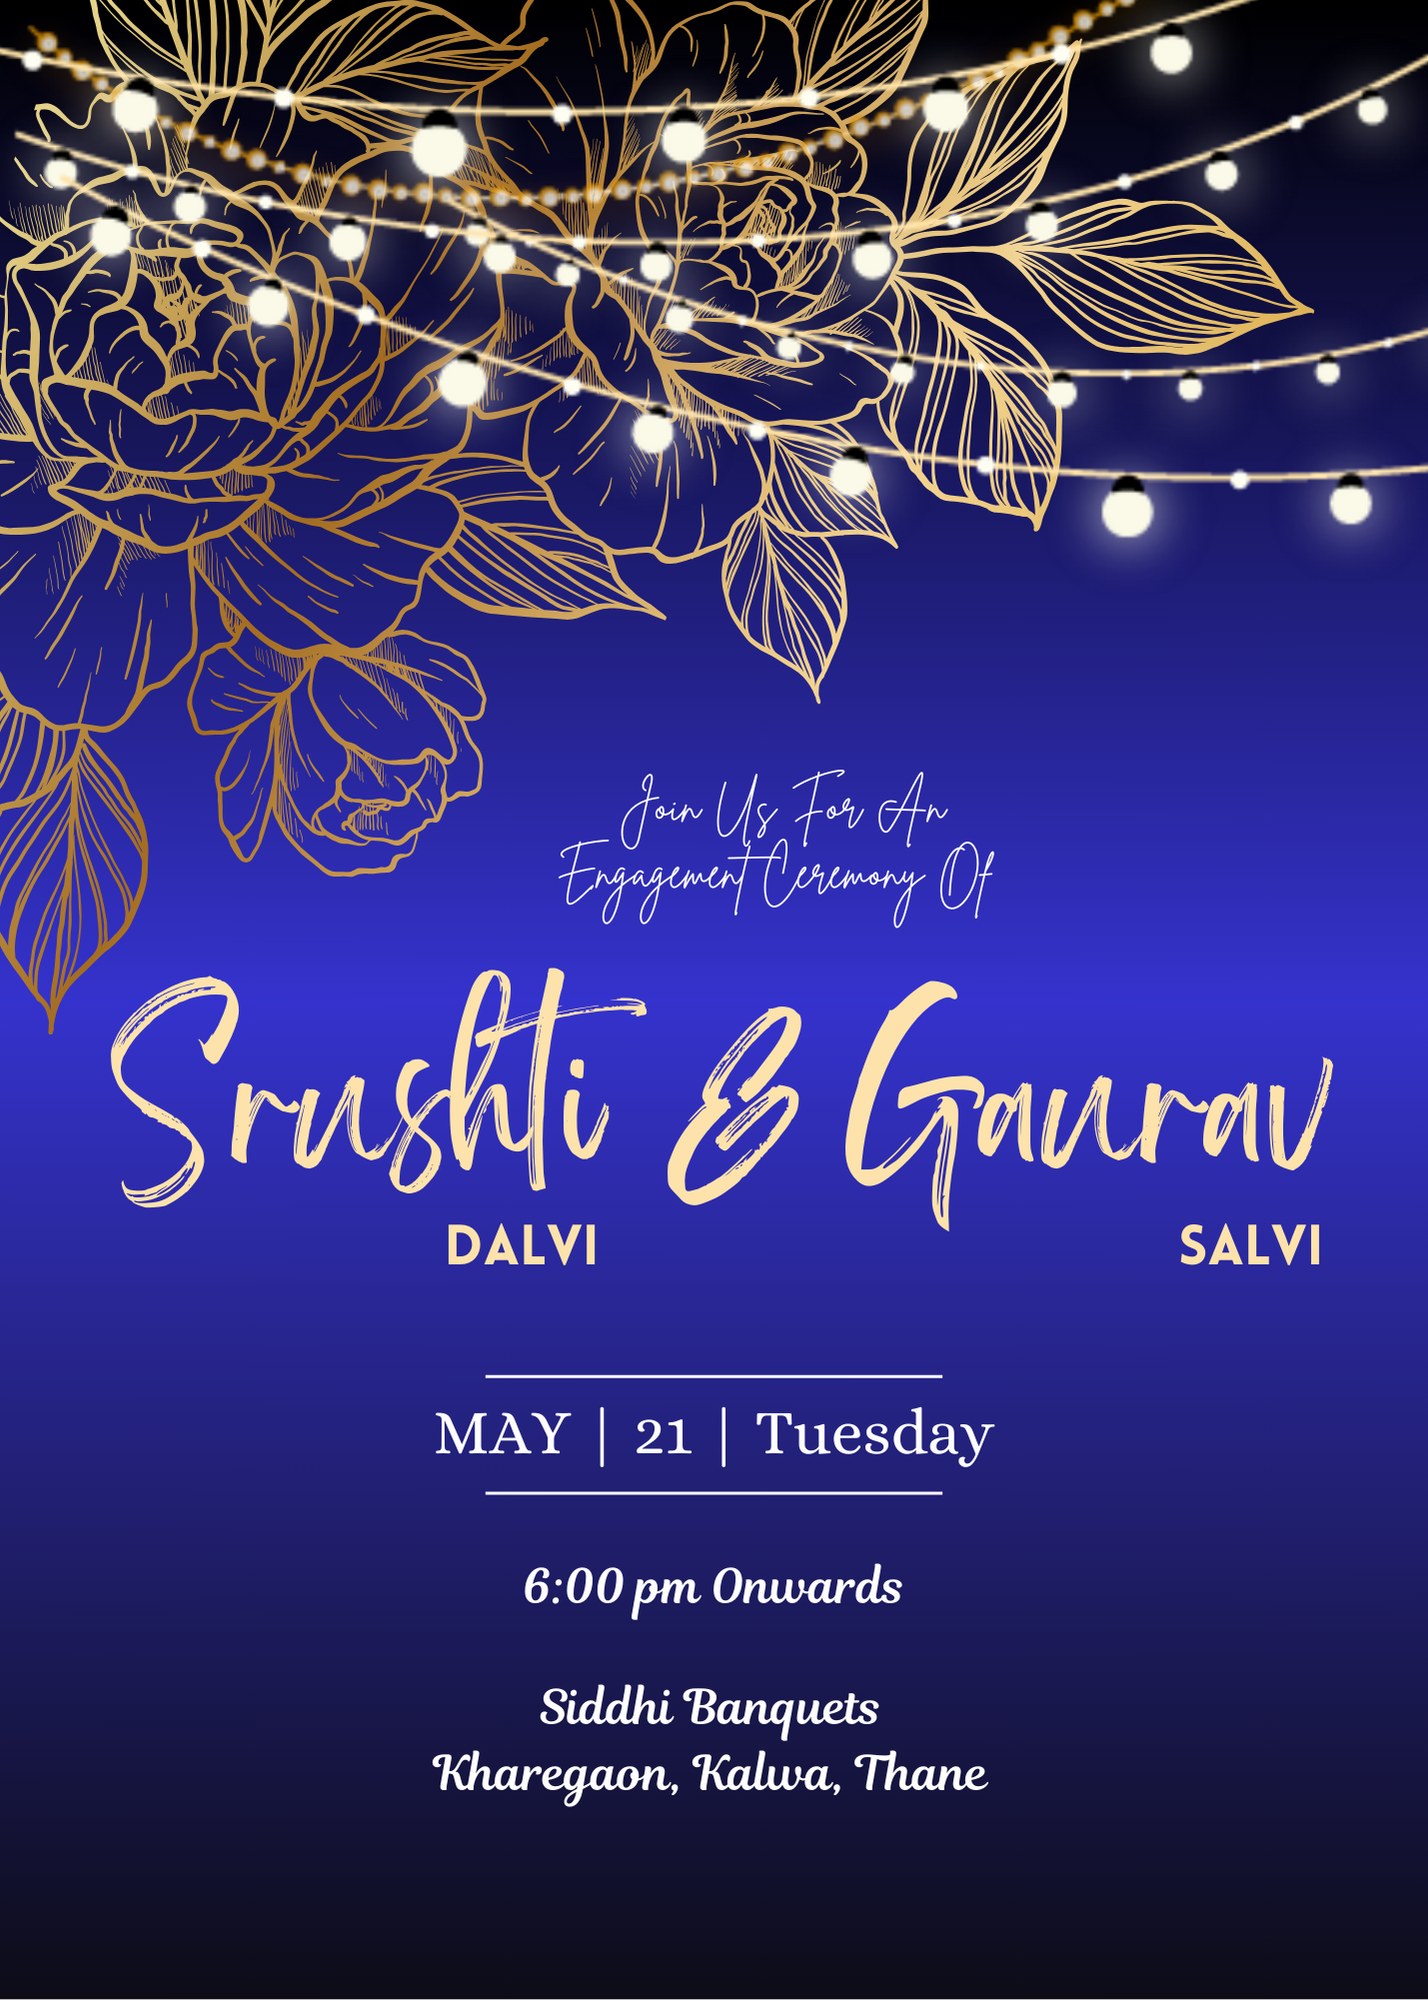 Join Us For An
Engagement Ceremony Of
Srushti & Gaurav
DALVI SALVI
MAY | 21 | Tuesday
6:00 pm Onwards
Siddhi Banquets
Kharegaon, Kalwa, Thane